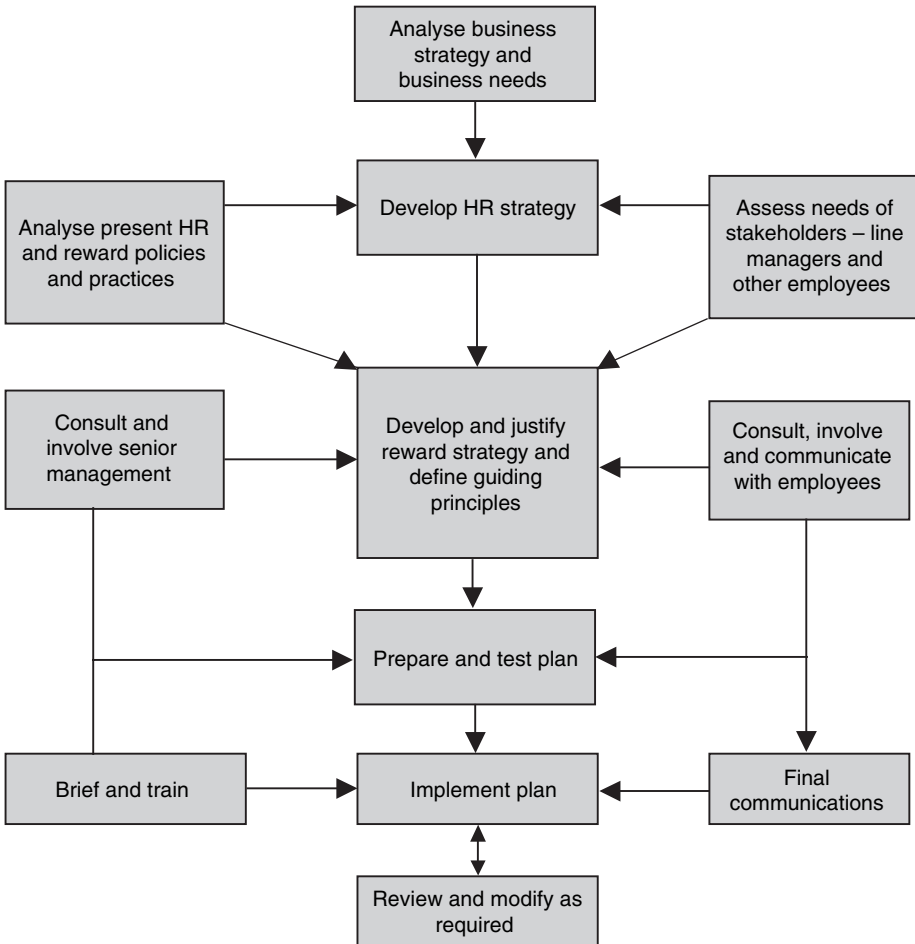 Analyse business
strategy and
business needs
Develop HR strategy
Analyse present HR
and reward policies
and practices
Assess needs of
stakeholders – line
managers and
other employees
Consult and
involve senior
management
Develop and justify
reward strategy and
define guiding
principles
Consult, involve
and communicate
with employees
Prepare and test plan
Brief and train
Implement plan
Final
communications
Review and modify as
required